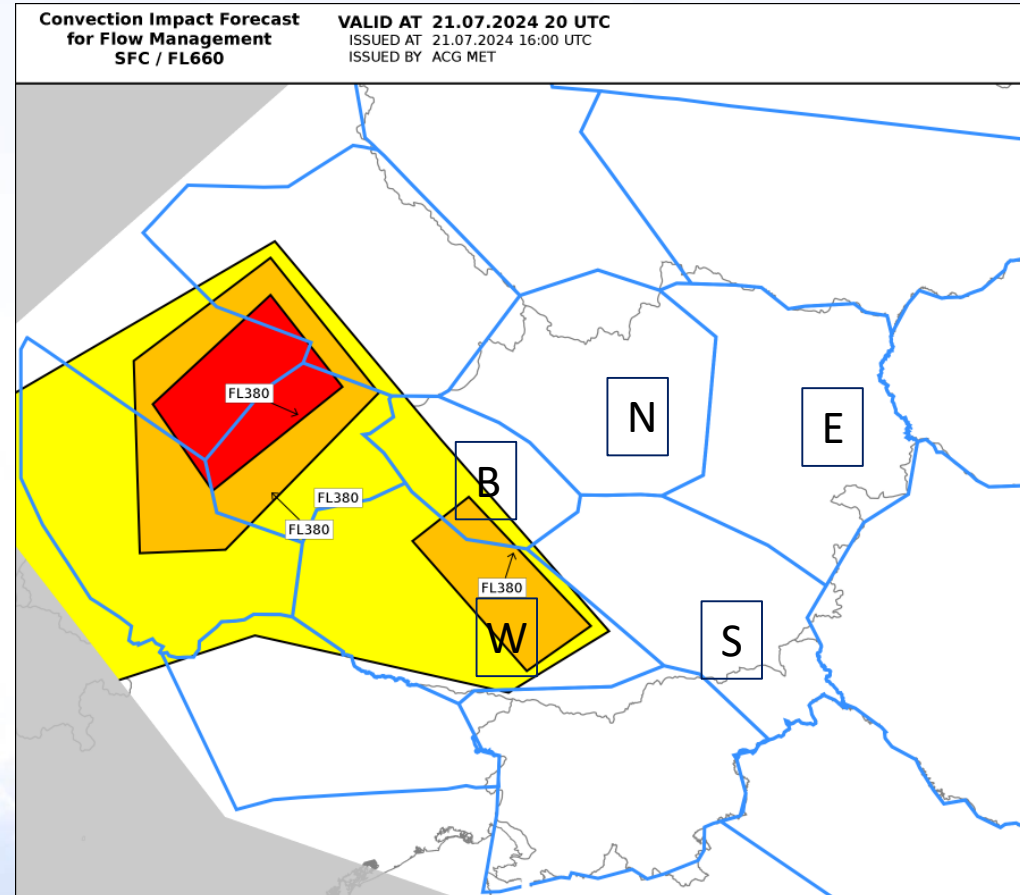 Convection Impact Forecast
for Flow Management
SFC / FL660
VALID AT 21.07.2024 20 UTC
ISSUED AT 21.07.2024 16:00 UTC
ISSUED BY ACG MET
FL380
N
E
B
FL380
FL380
FL380
W
S